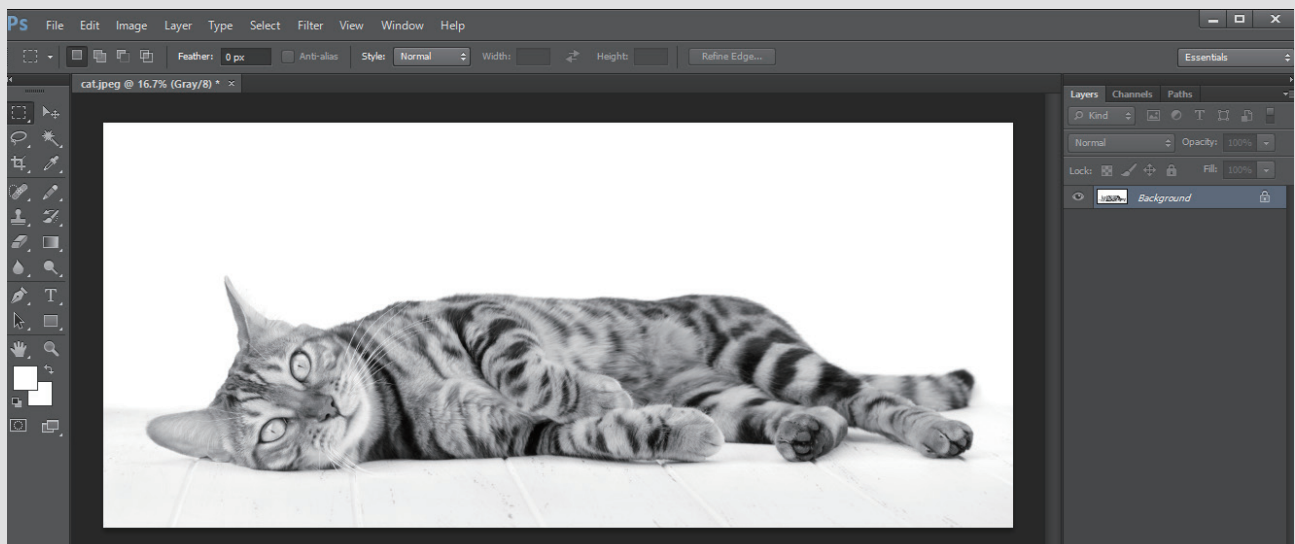 Ps File Edit Image Layer Type Select Filter View Window Help
Feather: 0 px Anti-alias Style: Normal Width: Height: Refine Edge... Essentials
cat.jpeg @ 16.7% (Gray/8) * ×
Layers Channels Paths
Kind T
Normal Opacity: 100%
Lock: Fill: 100%
Background
T